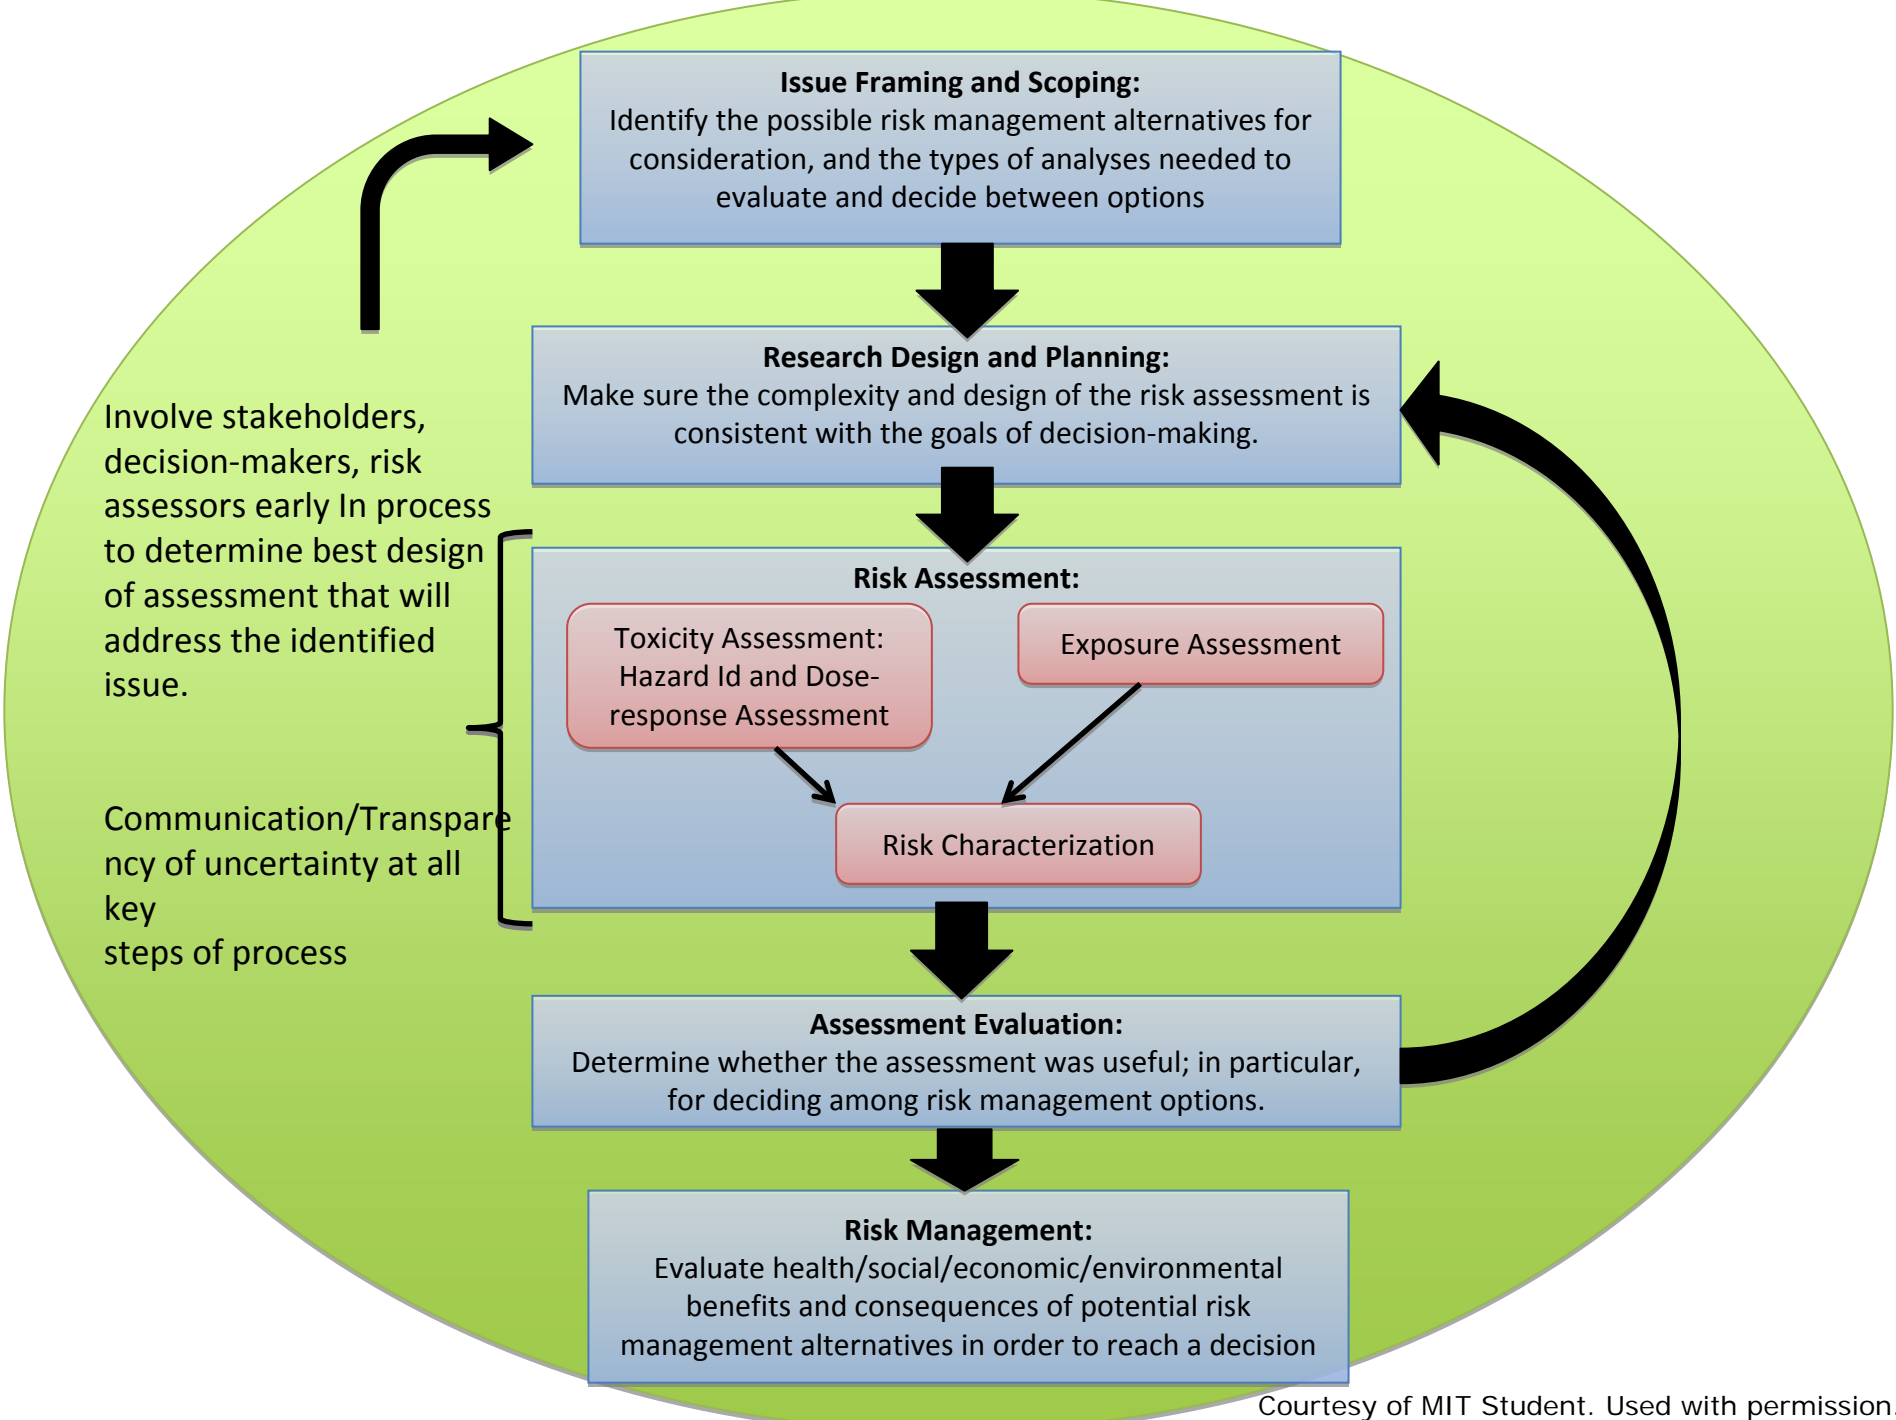 Issue Framing and Scoping:
Identify the possible risk management alternatives for
consideration, and the types of analyses needed to
evaluate and decide between options
Research Design and Planning:
Make sure the complexity and design of the risk assessment is
consistent with the goals of decision-making.
Involve stakeholders,
decision-makers, risk
assessors early In process
to determine best design
of assessment that will
address the identified
issue.
Communication/Transpare
ncy of uncertainty at all
key
steps of process
Risk Assessment:
Toxicity Assessment:
Hazard Id and Dose-
response Assessment
Exposure Assessment
Risk Characterization
Assessment Evaluation:
Determine whether the assessment was useful; in particular,
for deciding among risk management options.
Risk Management:
Evaluate health/social/economic/environmental
benefits and consequences of potential risk
management alternatives in order to reach a decision
Courtesy of MIT Student. Used with permission.